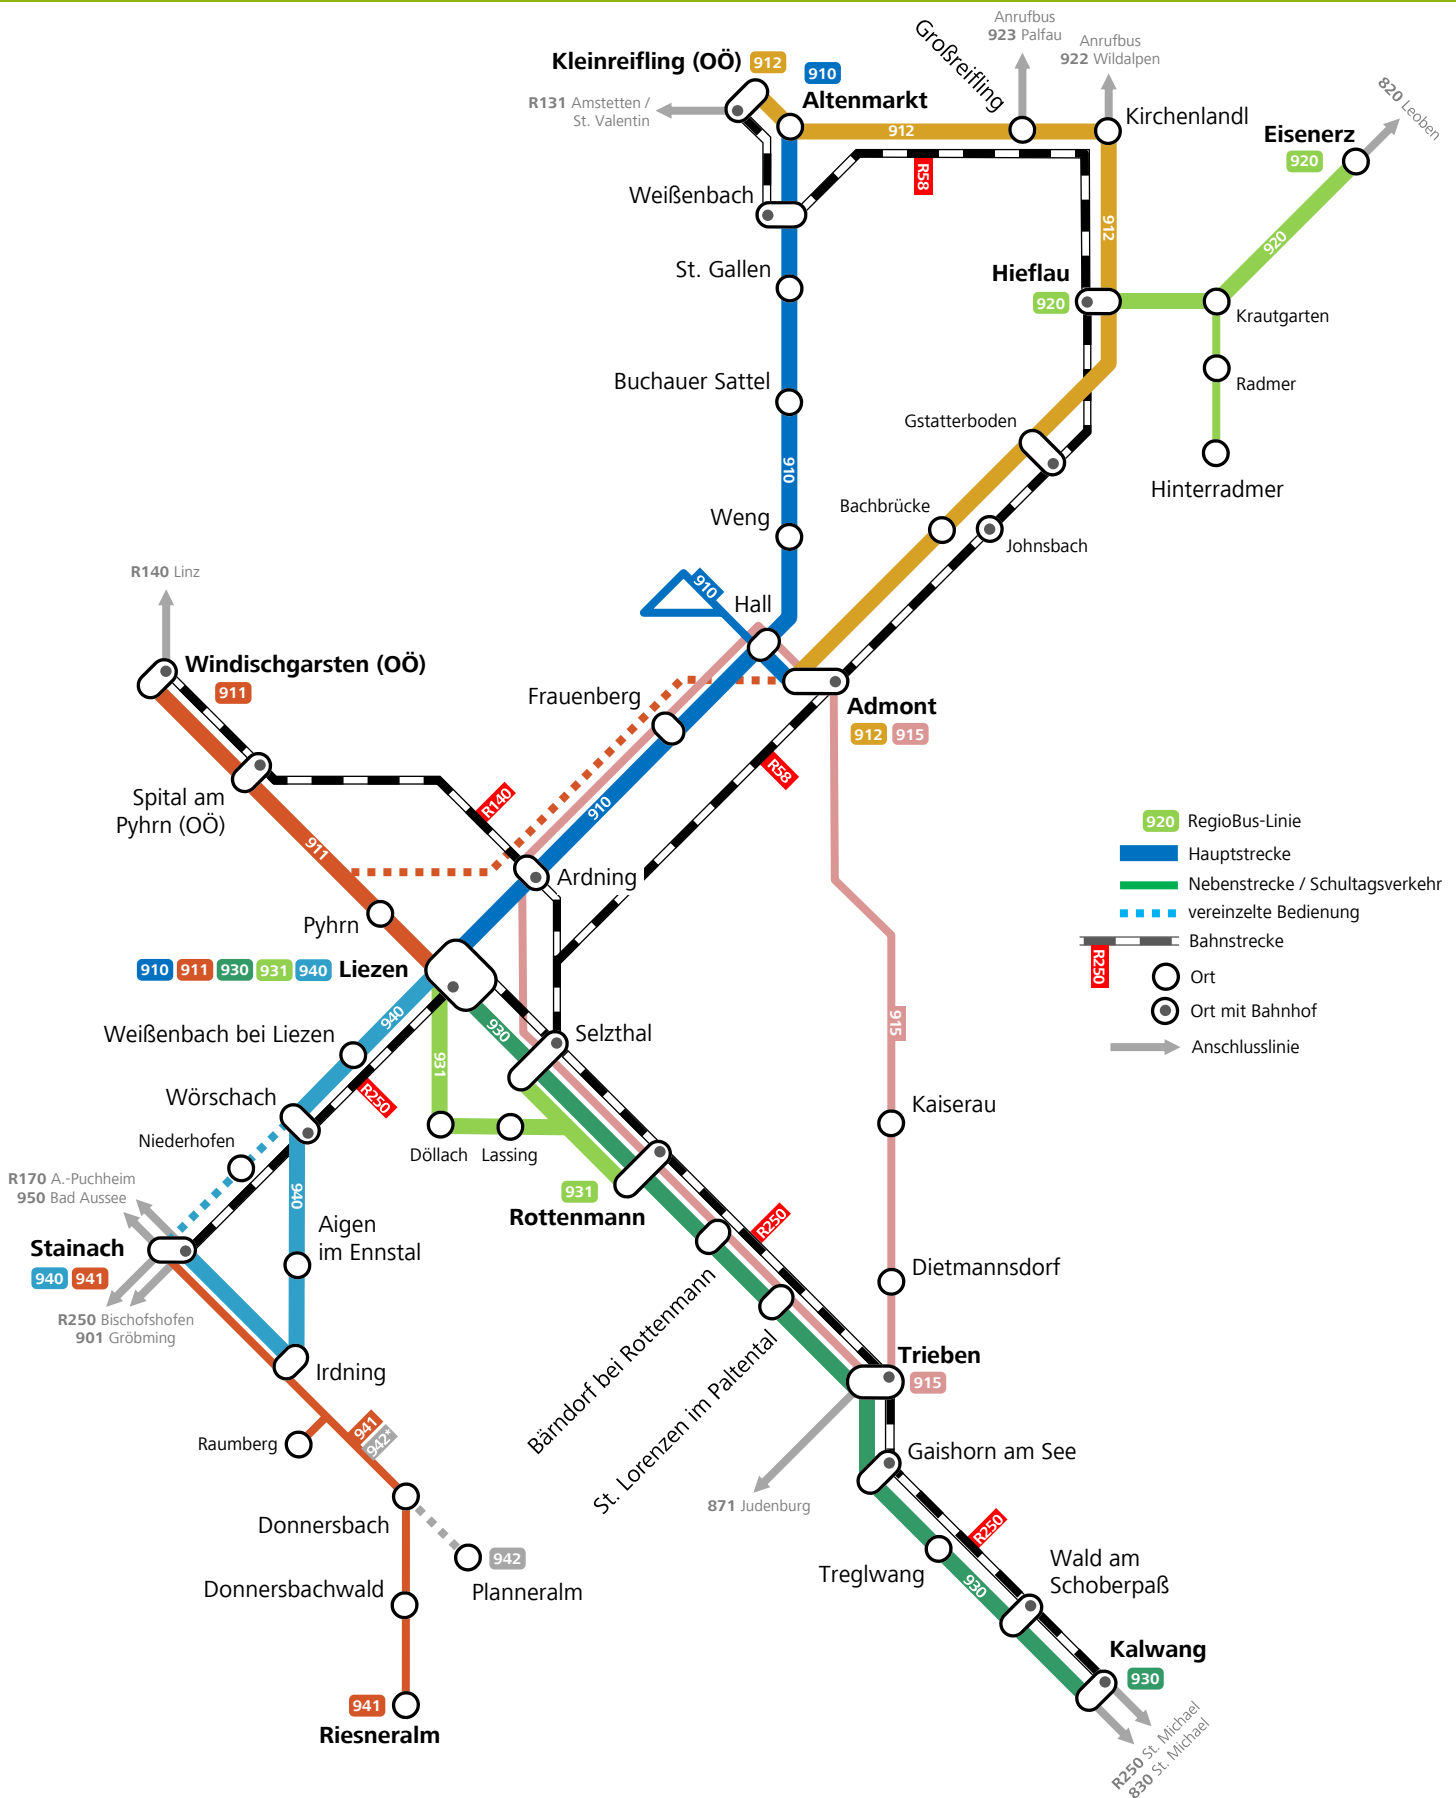 Anrufbus
923 Palfau
Großreifling
Anrufbus
922 Wildalpen
Kleinreifling (OÖ) 912
910
Altenmarkt
R131 Amstetten /
St. Valentin
912
Kirchenlandl
820 Leoben
Eisenerz
920
R58
Weißenbach
912
920
St. Gallen
Hieflau
920
Krautgarten
Radmer
Buchauer Sattel
Gstatterboden
910
Hinterradmer
Weng
Bachbrücke
Johnsbach
R140 Linz
910
Hall
Windischgarsten (OÖ)
911
Frauenberg
Admont
912 915
R58
Spital am
Pyhrn (OÖ)
R140
910
911
920 RegioBus-Linie
Hauptstrecke
Nebenstrecke / Schultagsverkehr
vereinzelte Bedienung
Bahnstrecke
R250
Ort
Ort mit Bahnhof
Anschlusslinie
Ardning
Pyhrn
910 911 930 931 940 Liezen
940
930
915
Weißenbach bei Liezen
Selzthal
931
R250
Wörschach
Kaiserau
Niederhofen
Döllach
Lassing
R170 A.-Puchheim
950 Bad Aussee
940
931
Rottenmann
Aigen
im Ennstal
R250
Stainach
940 941
Dietmannsdorf
R250 Bischofshofen
901 Gröbming
Bärndorf bei Rottenmann
St. Lorenzen im Paltental
Trieben
915
Irdning
941
942*
Raumberg
Gaishorn am See
871 Judenburg
R250
Donnersbach
942
Planneralm
Treglwang
930
Wald am
Schoberpaß
Donnersbachwald
Kalwang
930
941
Riesneralm
R250 St. Michael
830 St. Michael